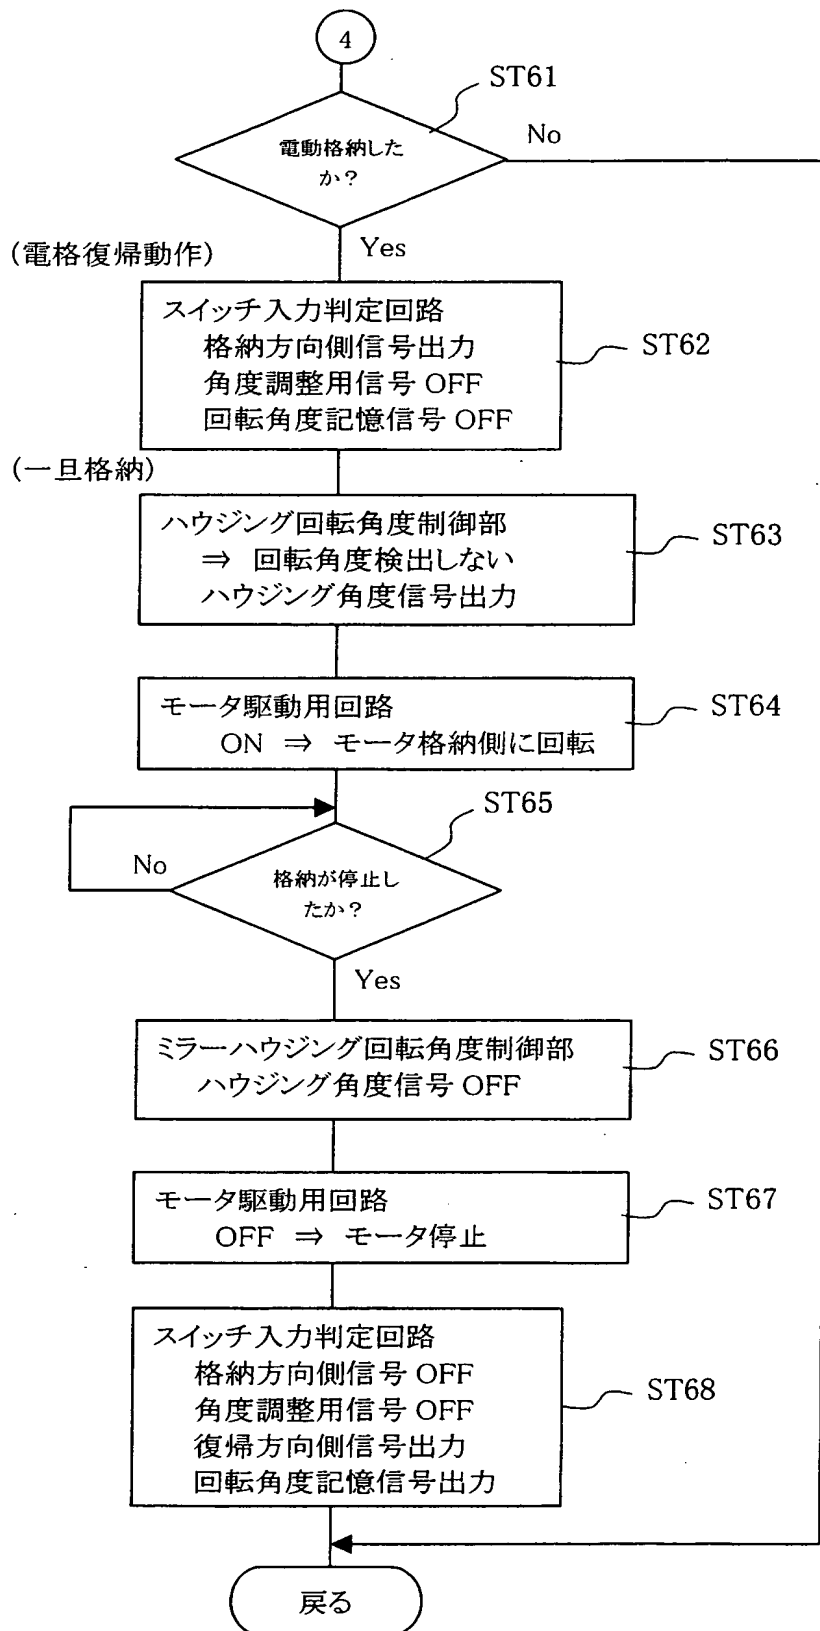 4
ST61
電動格納した
か？
No
Yes
(電格復帰動作)
スイッチ入力判定回路
格納方向側信号出力
角度調整用信号 OFF
回転角度記憶信号 OFF
ST62
(一旦格納)
ハウジング回転角度制御部
⇒ 回転角度検出しない
ハウジング角度信号出力
ST63
モータ駆動用回路
ON ⇒ モータ格納側に回転
ST64
ST65
格納が停止し
たか？
No
Yes
ミラーハウジング回転角度制御部
ハウジング角度信号 OFF
ST66
モータ駆動用回路
OFF ⇒ モータ停止
ST67
スイッチ入力判定回路
格納方向側信号 OFF
角度調整用信号 OFF
復帰方向側信号出力
回転角度記憶信号出力
ST68
戻る